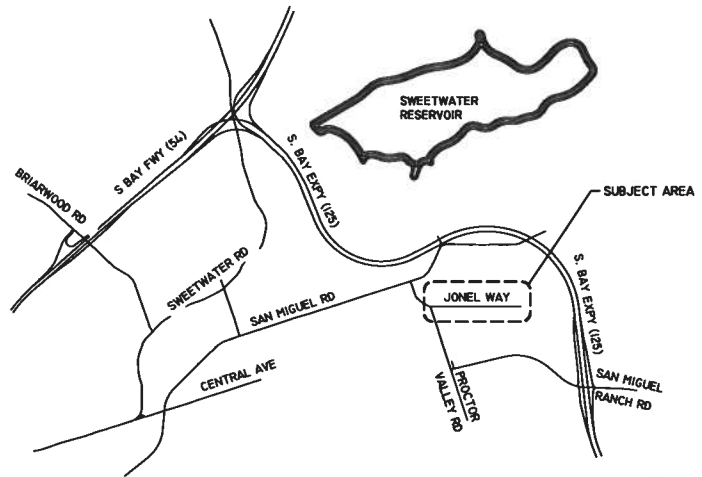 SWEETWATER
RESERVOIR
S BAY FWY (54)
S. BAY EXPY (125)
BRIARWOOD RD
SUBJECT AREA
SWEETWATER RD
S. BAY EXPY (125)
JONEL WAY
SAN MIGUEL RD
CENTRAL AVE
PROCTOR
VALLEY RD
SAN MIGUEL
RANCH RD